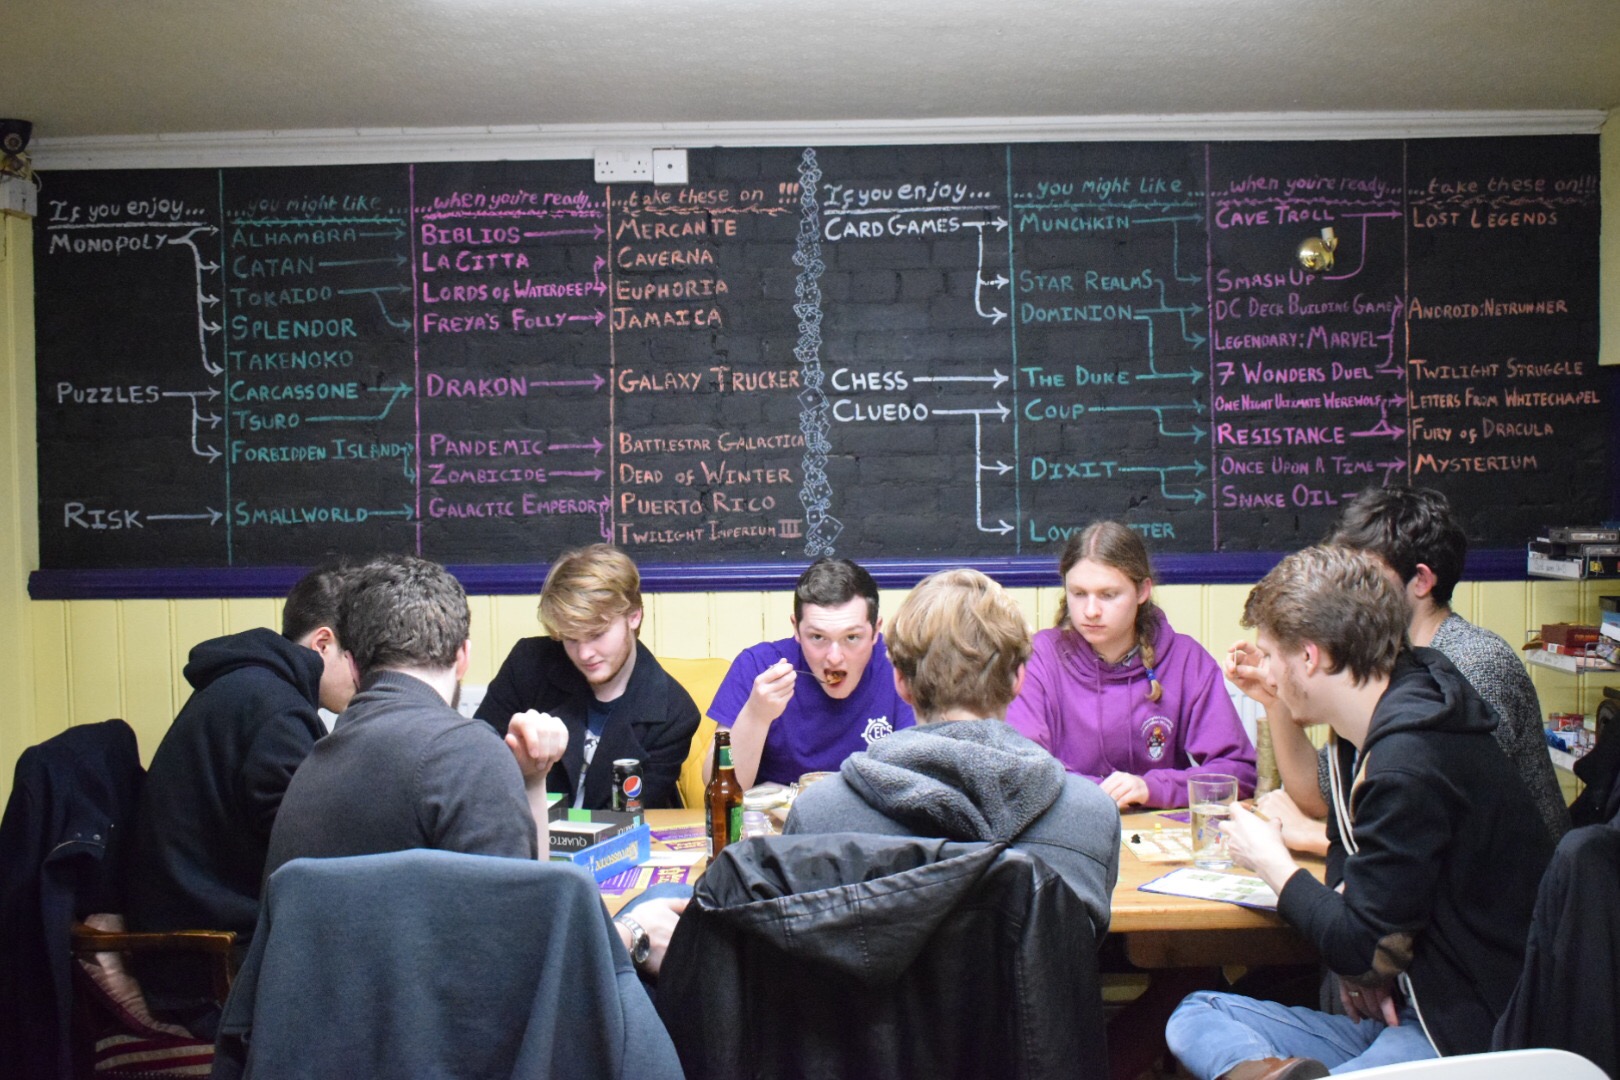 If you enjoy...
MONOPOLY
PUZZLES
RISK
...you might like...
ALHAMBRA
CATAN
TOKAIDO
SPLENDOR
TAKENOKO
CARCASSONE
TSURO
FORBIDDEN ISLAND
SMALLWORLD
...when you're ready...
BIBLIOS
LA CITTA
LORDS of WATERDEEP
FREYA'S FOLLY
DRAKON
PANDEMIC
ZOMBICIDE
GALACTIC EMPEROR
...take these on !!!
MERCANTE
CAVERNA
EUPHORIA
JAMAICA
GALAXY TRUCKER
BATTLESTAR GALACTICA
DEAD OF WINTER
PUERTO RICO
TWILIGHT IMPERIUM III
If you enjoy...
CARD GAMES
CHESS
CLUEDO
...you might like...
MUNCHKIN
STAR REALMS
DOMINION
THE DUKE
COUP
DIXIT
...when you're ready...
CAVE TROLL
SMASH UP
DC DECK BUILDING GAME
LEGENDARY: MARVEL
7 WONDERS DUEL
ONE NIGHT ULTIMATE WEREWOLF
RESISTANCE
ONCE UPON A TIME
SNAKE OIL
...take these on!!!
LOST LEGENDS
ANDROID:NETRUNNER
TWILIGHT STRUGGLE
LETTERS FROM WHITECHAPEL
FURY of DRACULA
MYSTERIUM
ECS
QUARTO